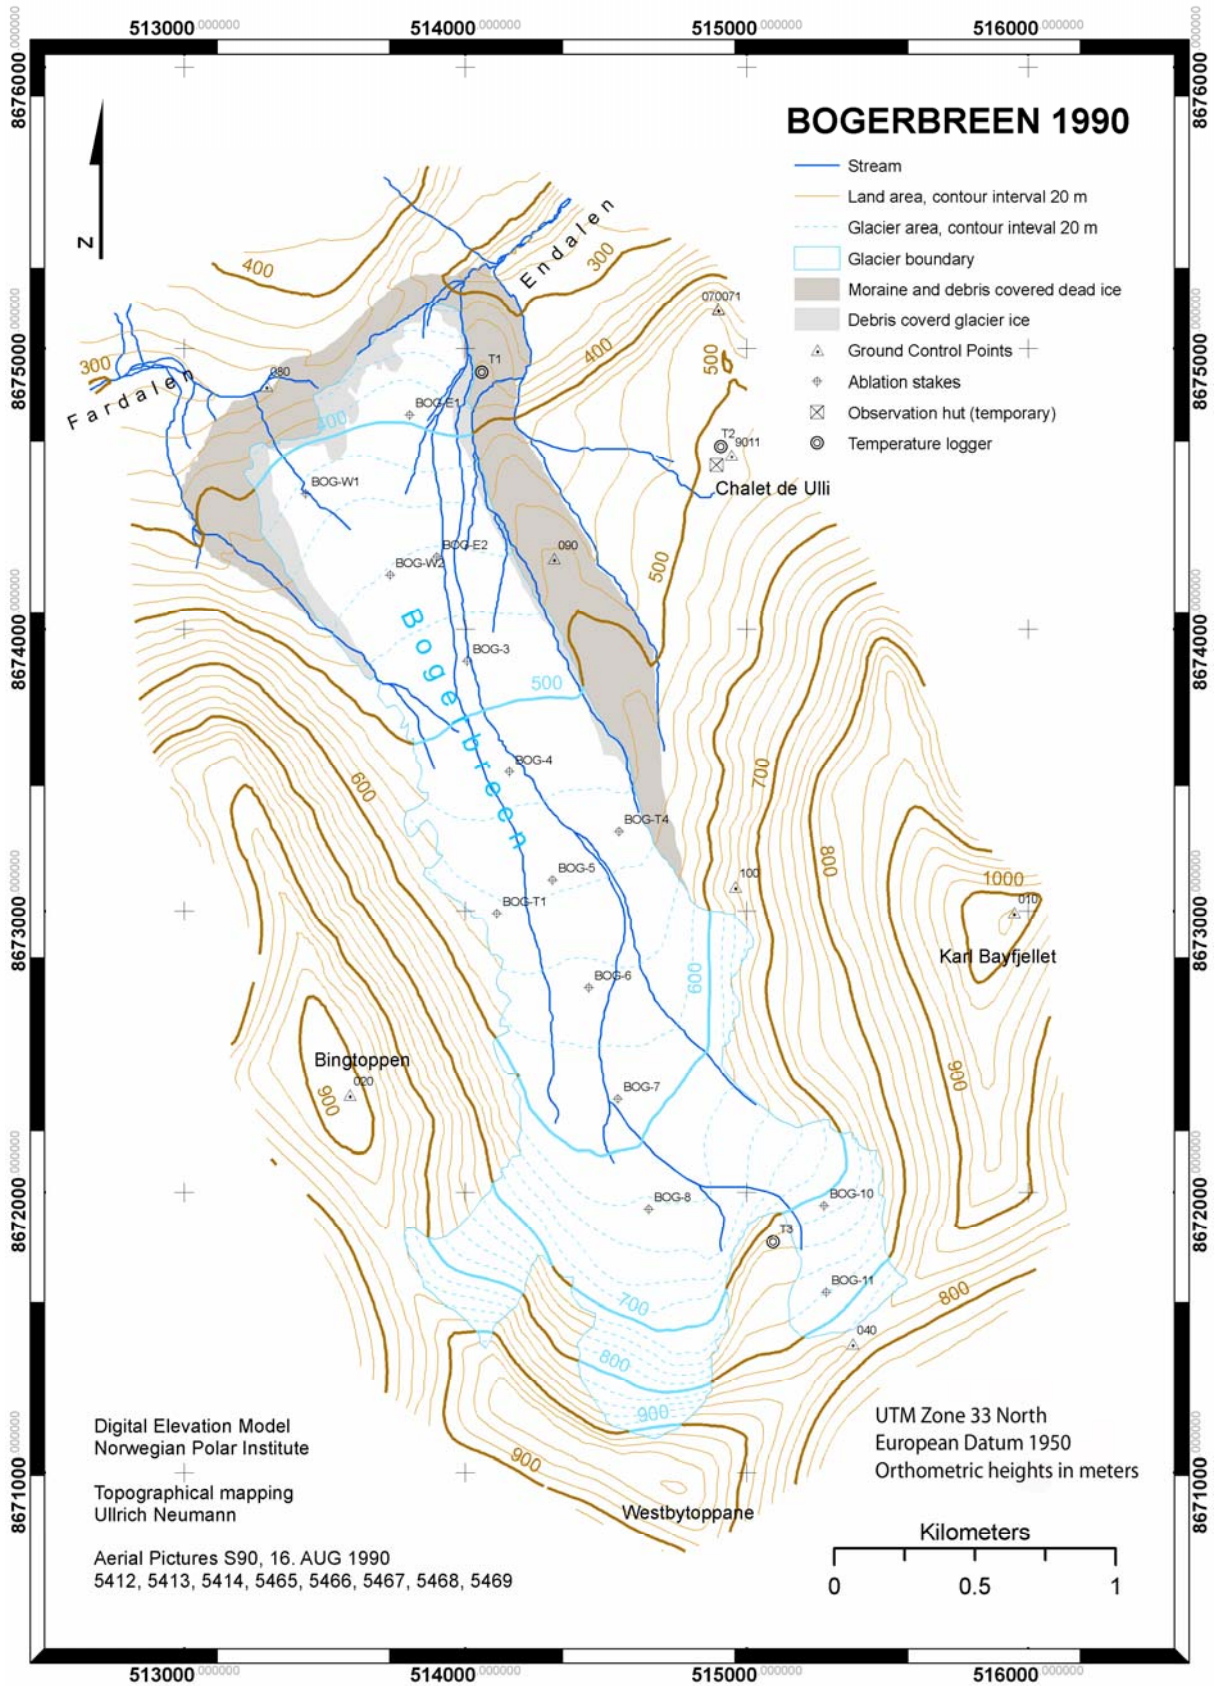 513000.000000 514000.000000 515000.000000 516000.000000
8676000.000000
8676000.000000
BOGERBREEN 1990
Stream
Land area, contour interval 20 m
Glacier area, contour inteval 20 m
Glacier boundary
Moraine and debris covered dead ice
Debris coverd glacier ice
Ground Control Points
Ablation stakes
Observation hut (temporary)
Temperature logger
N
Endalen
400
300
070071
8675000.000000
8675000.000000
400
500
300
T1
080
Fardalen
BOG-E1
400
T2
9011
Chalet de Ulli
BOG-W1
BOG-E2
090
BOG-W2
500
8674000.000000
8674000.000000
Bogerbreen
BOG-3
500
BOG-4
700
600
BOG-T4
800
BOG-5
100
1000
BOG-T1
010
8673000.000000
8673000.000000
Karl Bayfjellet
BOG-6
600
Bingtoppen
020
900
BOG-7
900
8672000.000000
8672000.000000
BOG-8
BOG-10
T3
BOG-11
700
800
040
800
900
900
8671000.000000
8671000.000000
Westbytoppane
Digital Elevation Model
Norwegian Polar Institute
Topographical mapping
Ullrich Neumann
Aerial Pictures S90, 16. AUG 1990
5412, 5413, 5414, 5465, 5466, 5467, 5468, 5469
UTM Zone 33 North
European Datum 1950
Orthometric heights in meters
Kilometers
0 0.5 1
513000.000000 514000.000000 515000.000000 516000.000000